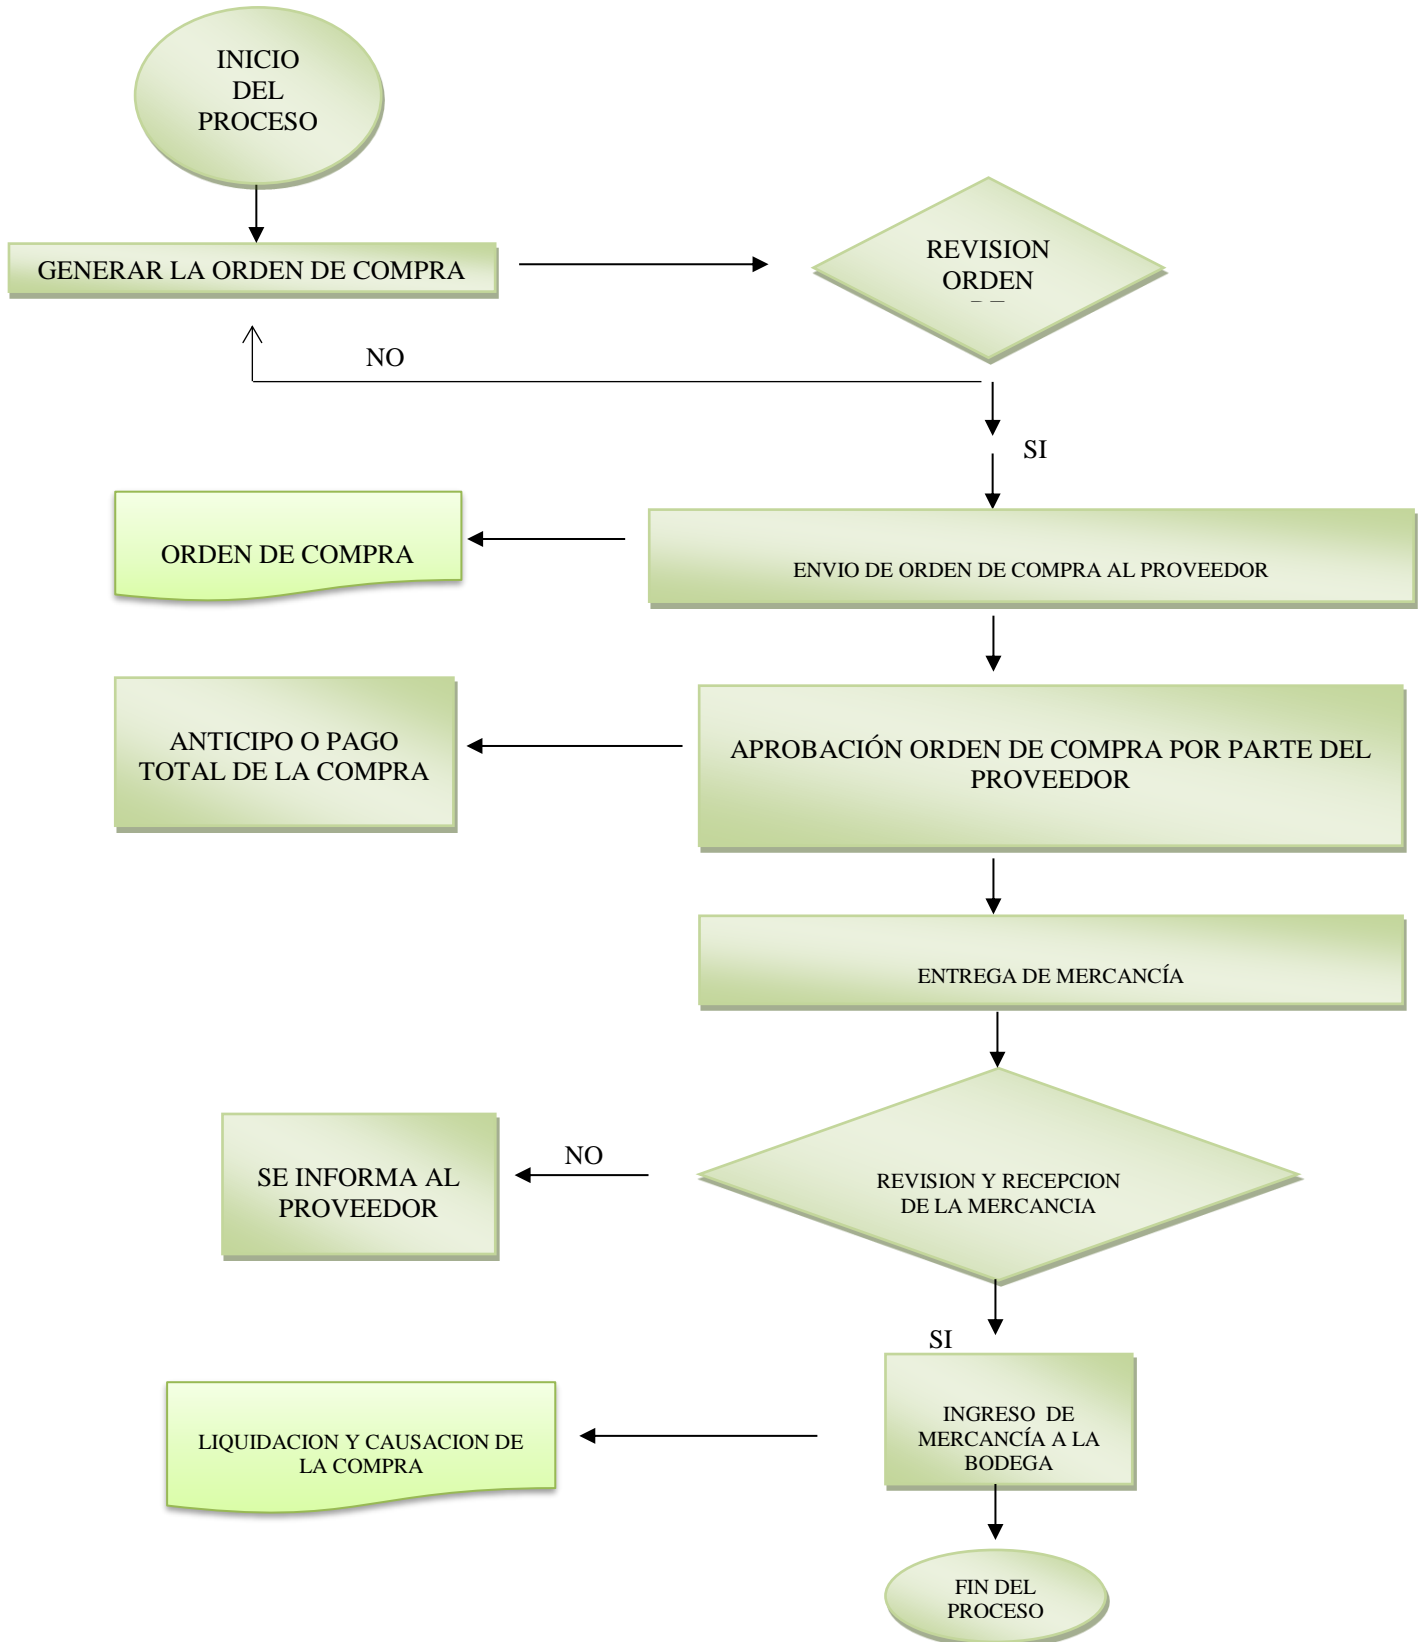 INICIO
DEL
PROCESO
GENERAR LA ORDEN DE COMPRA
REVISION
ORDEN
NO
SI
ORDEN DE COMPRA
ENVIO DE ORDEN DE COMPRA AL PROVEEDOR
ANTICIPO O PAGO
TOTAL DE LA COMPRA
APROBACIÓN ORDEN DE COMPRA POR PARTE DEL
PROVEEDOR
ENTREGA DE MERCANCÍA
SE INFORMA AL
PROVEEDOR
NO
REVISION Y RECEPCION
DE LA MERCANCIA
SI
LIQUIDACION Y CAUSACION DE
LA COMPRA
INGRESO  DE
MERCANCÍA A LA
BODEGA
FIN DEL
PROCESO